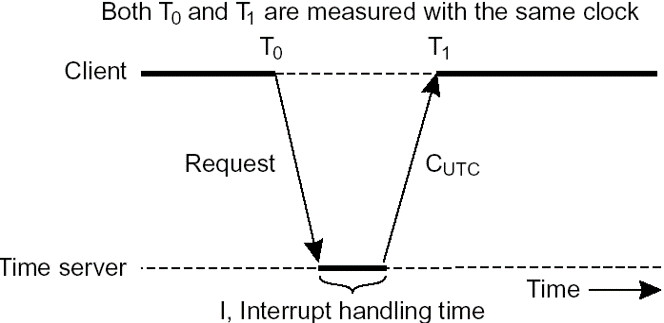 Both T0 and T1 are measured with the same clock
T0 T1
Client
Request CUTC
Time server
Time
I, Interrupt handling time